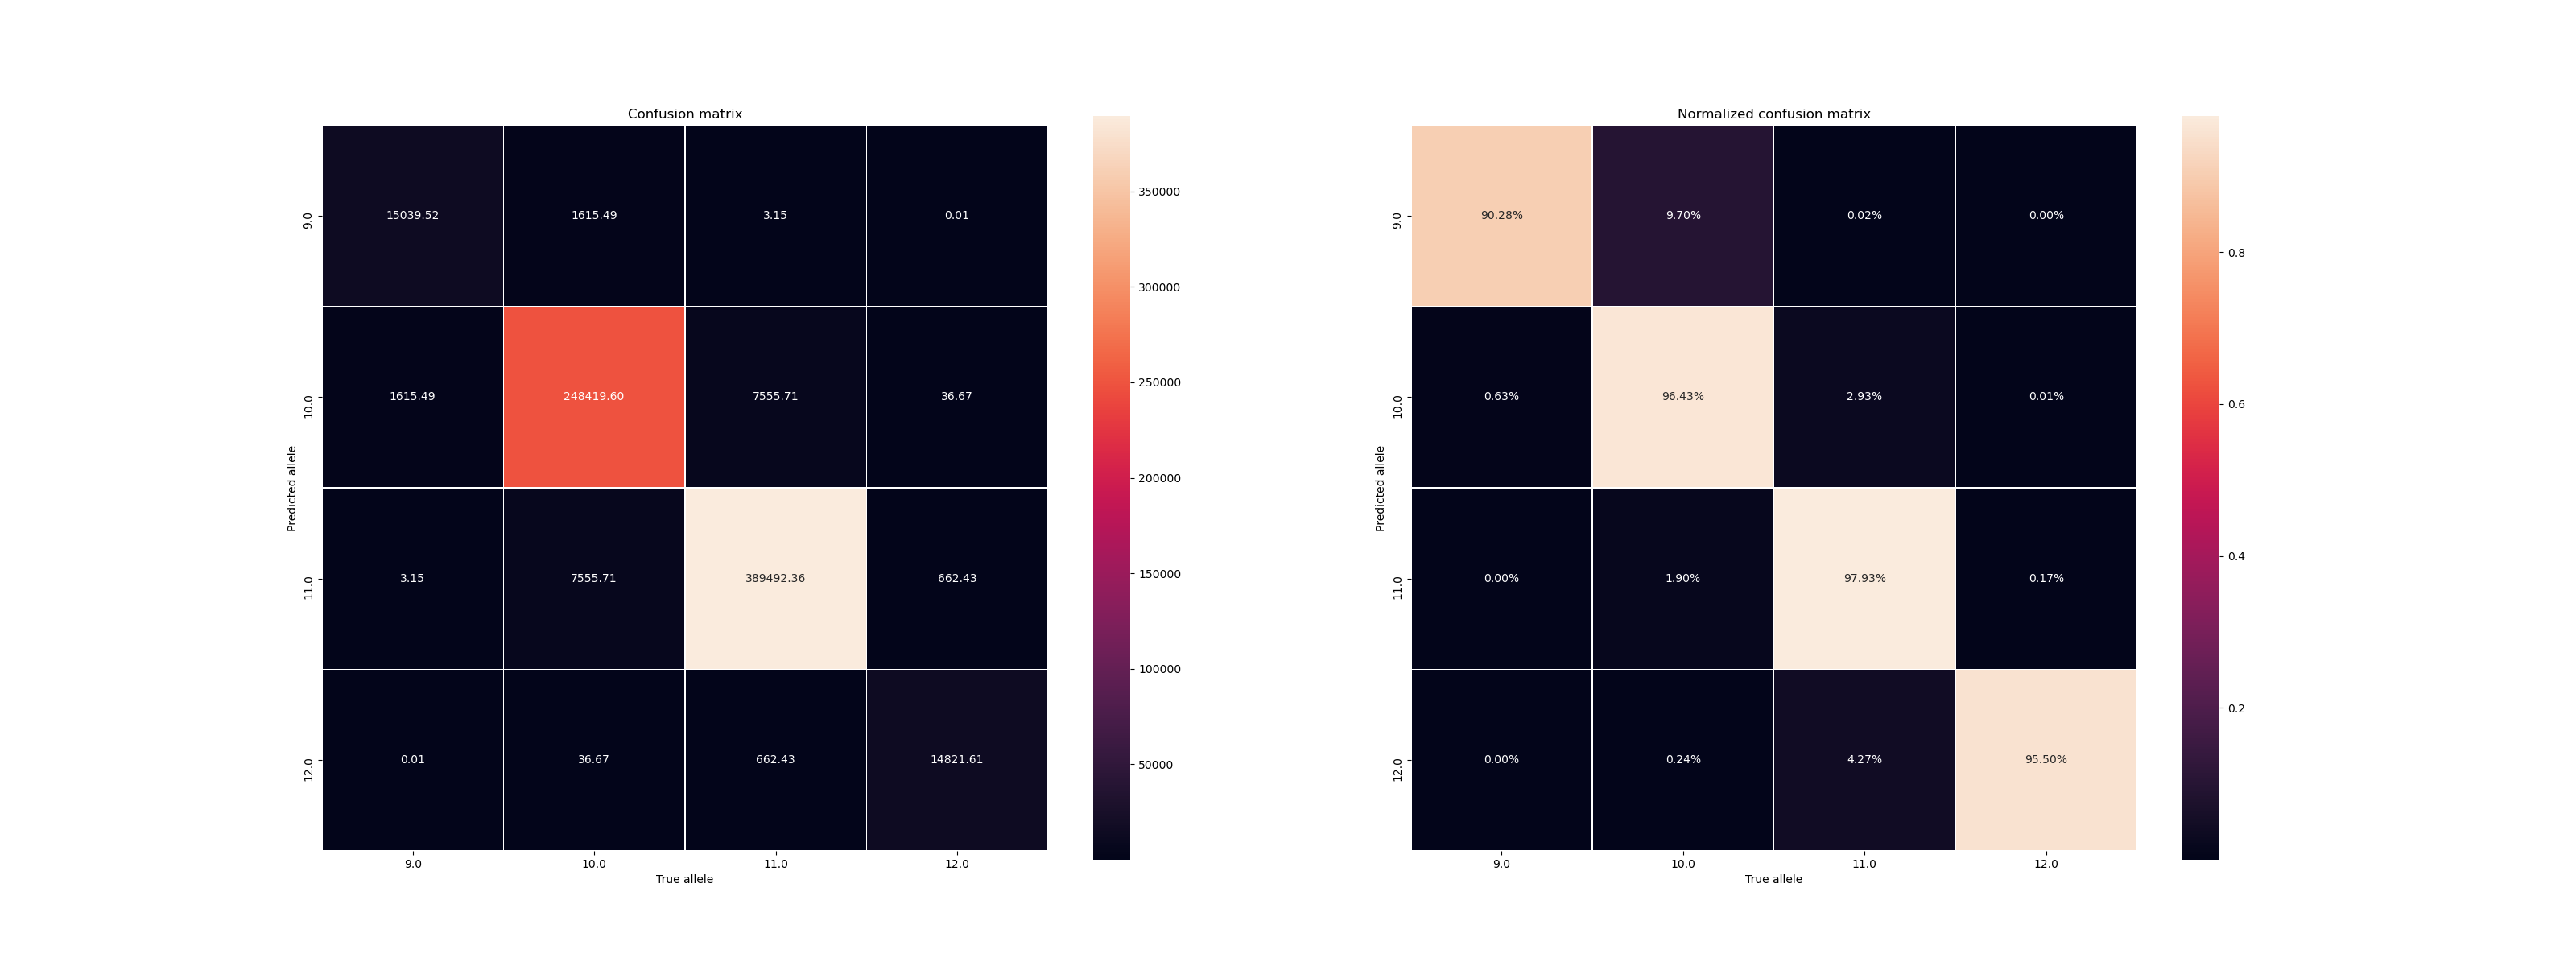 Confusion matrix
9.0 15039.52 1615.49 3.15 0.01
10.0 1615.49 248419.60 7555.71 36.67
11.0 3.15 7555.71 389492.36 662.43
12.0 0.01 36.67 662.43 14821.61
Predicted allele
9.0 10.0 11.0 12.0
True allele
350000
300000
250000
200000
150000
100000
50000
Normalized confusion matrix
9.0 90.28% 9.70% 0.02% 0.00%
10.0 0.63% 96.43% 2.93% 0.01%
11.0 0.00% 1.90% 97.93% 0.17%
12.0 0.00% 0.24% 4.27% 95.50%
Predicted allele
9.0 10.0 11.0 12.0
True allele
0.8
0.6
0.4
0.2